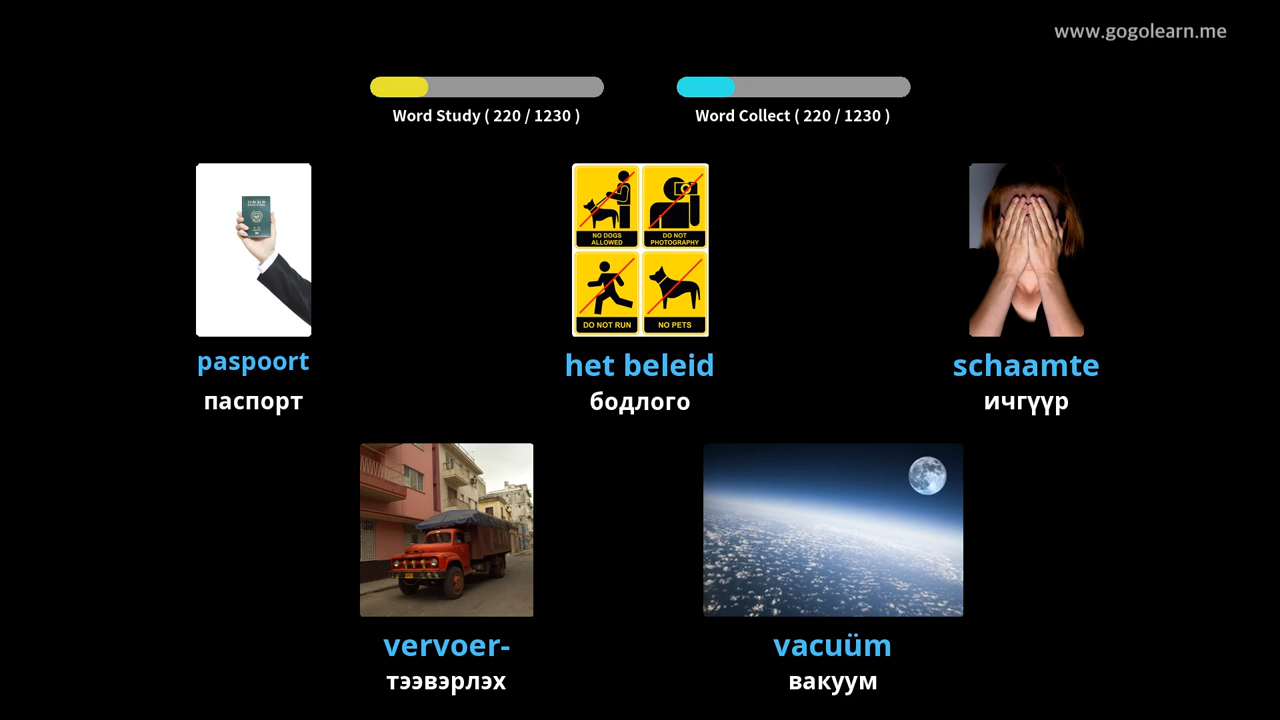 www.gogolearn.me
Word Study ( 220 / 1230 )
Word Collect ( 220 / 1230 )
NO DOGS
ALLOWED
DO NOT
PHOTOGRAPHY
DO NOT RUN
NO PETS
paspoort
паспорт
het beleid
бодлого
schaamte
ичгүүр
vervoer-
тээвэрлэх
vacuüm
вакуум